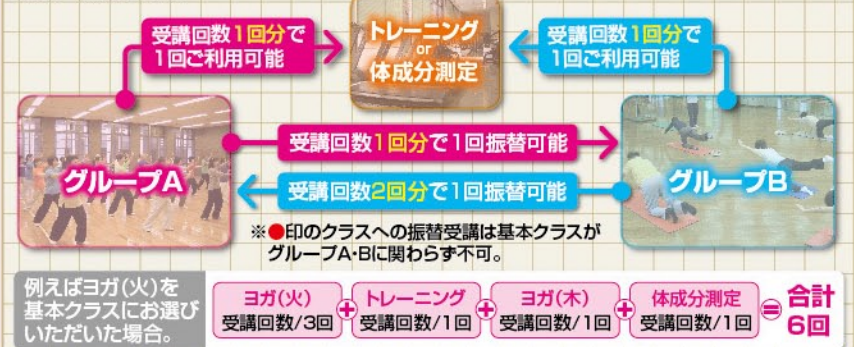 受講回数1回分で
1回ご利用可能
トレーニング
or
体成分測定
受講回数1回分で
1回ご利用可能
グループA
受講回数1回分で1回振替可能
受講回数2回分で1回振替可能
グループB
※●印のクラスへの振替受講は基本クラスが
グループA・Bに関わらず不可。
例えばヨガ(火)を
基本クラスにお選び
いただいた場合。
ヨガ(火)
受講回数/3回
+
トレーニング
受講回数/1回
+
ヨガ(木)
受講回数/1回
+
体成分測定
受講回数/1回
=
合計
6回